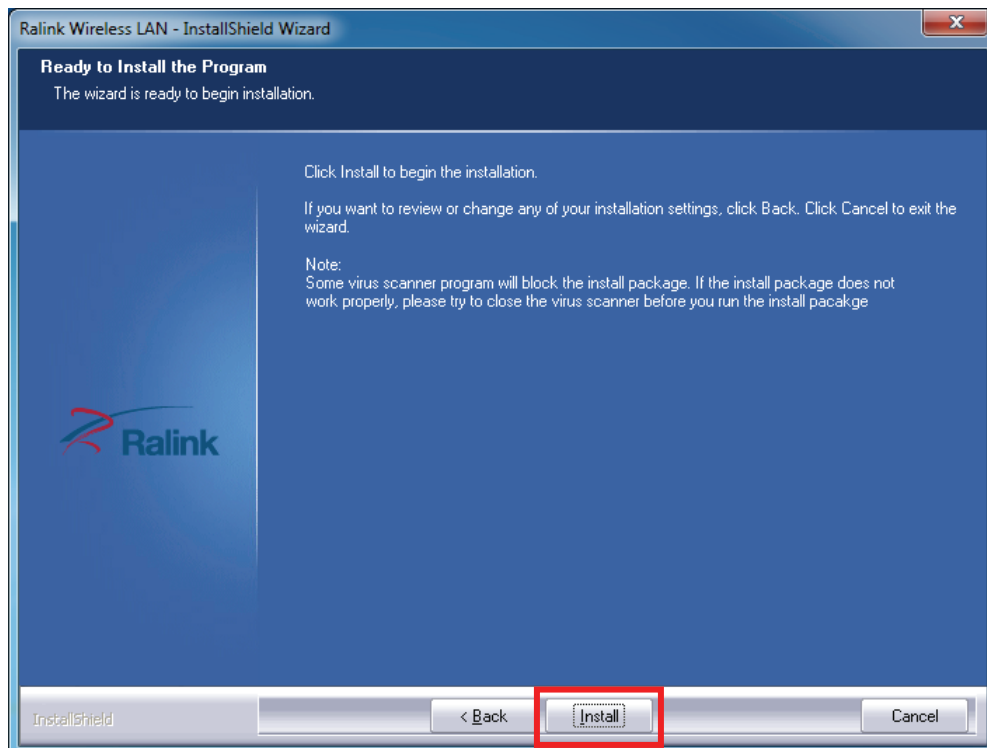 Ralink Wireless LAN - InstallShield Wizard
x
Ready to Install the Program
The wizard is ready to begin installation.
Click Install to begin the installation.
If you want to review or change any of your installation settings, click Back. Click Cancel to exit the
wizard.
Note:
Some virus scanner program will block the install package. If the install package does not
work properly, please try to close the virus scanner before you run the install pacakge
Ralink
InstallShield
< Back
Install
Cancel